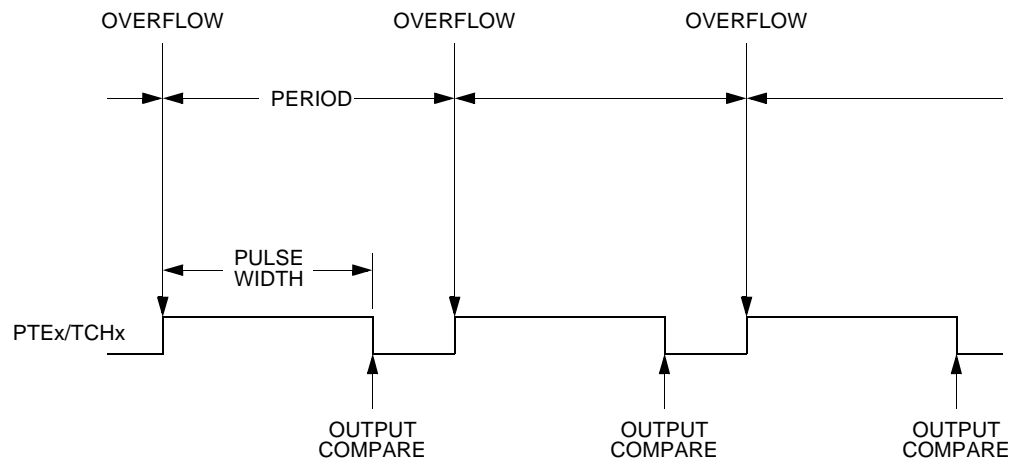 OVERFLOW OVERFLOW OVERFLOW
PERIOD
PULSE
WIDTH
PTEx/TCHx
OUTPUT
COMPARE
OUTPUT
COMPARE
OUTPUT
COMPARE